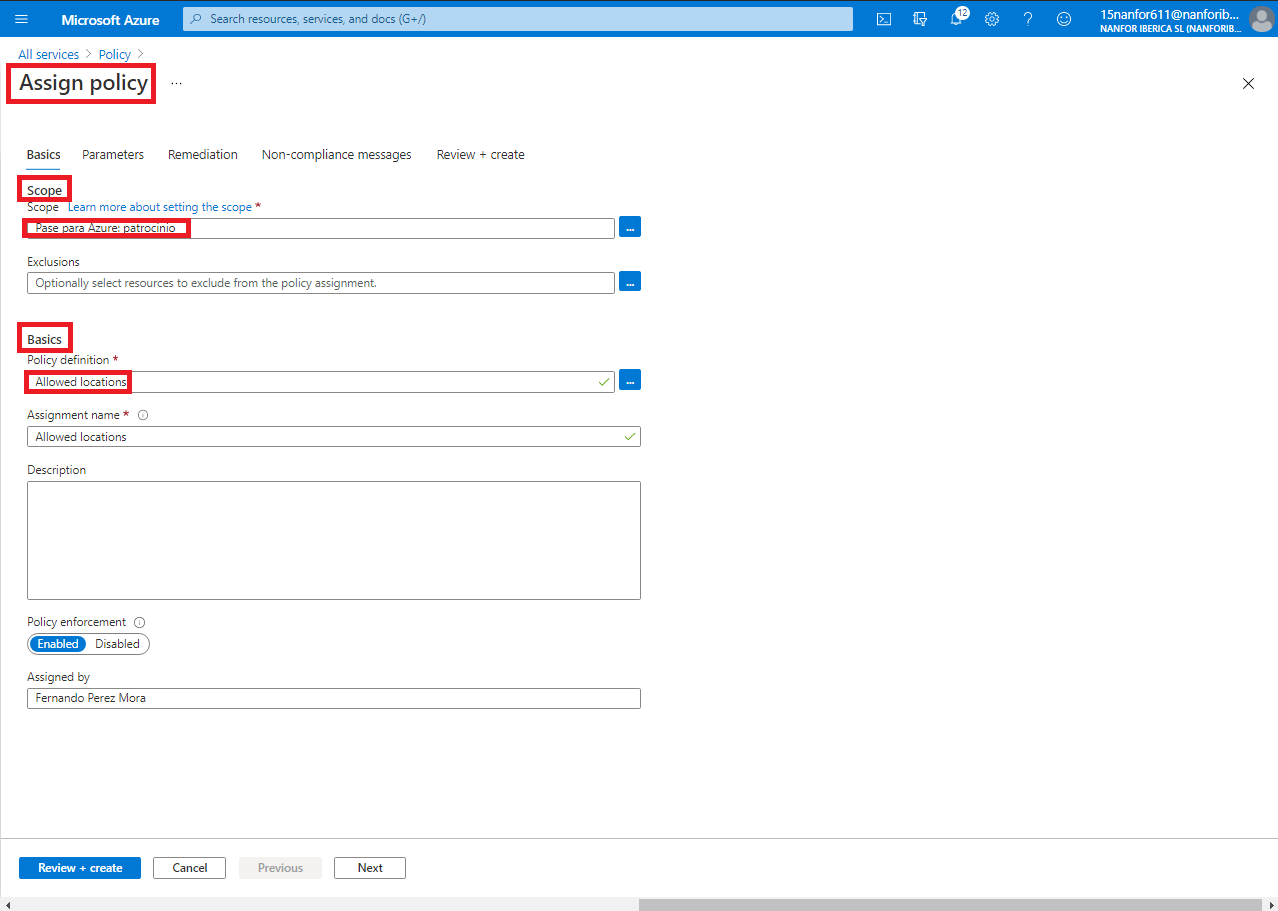 Microsoft Azure
Search resources, services, and docs (G+/)
12
15nanfor611@nanforib...
NANFOR IBERICA SL (NANFORIB...
All services > Policy >
Assign policy ...
Basics Parameters Remediation Non-compliance messages Review + create
Scope
Scope Learn more about setting the scope *
Pase para Azure: patrocinio
...
Exclusions
Optionally select resources to exclude from the policy assignment.
...
Basics
Policy definition *
Allowed locations
...
Assignment name *
Allowed locations
Description
Policy enforcement
Enabled Disabled
Assigned by
Fernando Perez Mora
Review + create Cancel Previous Next